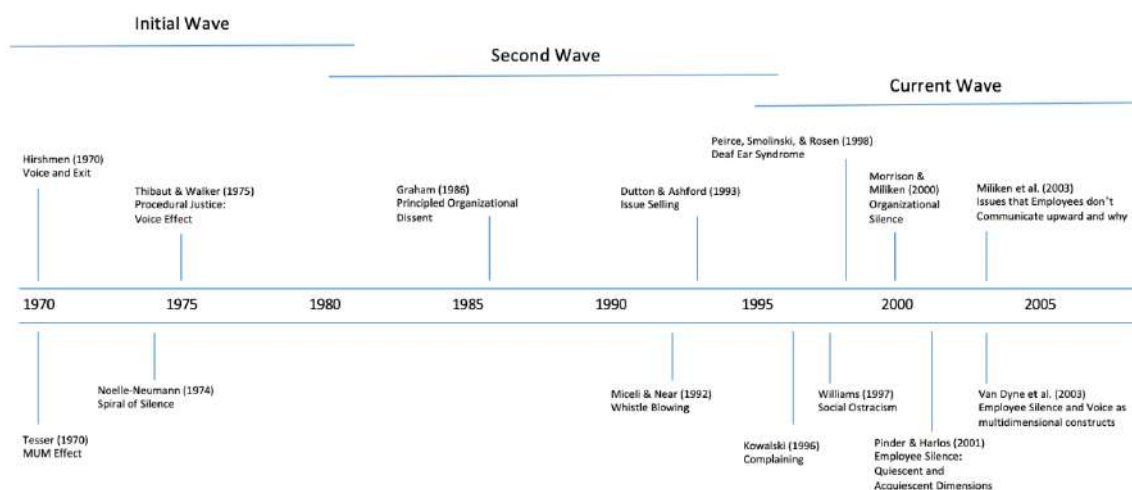 Initial Wave
Second Wave
Current Wave
Peirce, Smolinski, & Rosen (1998)
Deaf Ear Syndrome
Hirshmen (1970)
Voice and Exit
Thibaut & Walker (1975)
Procedural Justice:
Voice Effect
Graham (1986)
Principled Organizational
Dissent
Dutton & Ashford (1993)
Issue Selling
Morrison &
Miliken (2000)
Organizational
Silence
Miliken et al. (2003)
Issues that Employees don't
Communicate upward and why
1970 1975 1980 1985 1990 1995 2000 2005
Noelle-Neumann (1974)
Spiral of Silence
Miceli & Near (1992)
Whistle Blowing
Williams (1997)
Social Ostracism
Van Dyne et al. (2003)
Employee Silence and Voice as
multidimensional constructs
Tesser (1970)
MUM Effect
Kowalski (1996)
Complaining
Pinder & Harlos (2001)
Employee Silence:
Quiescent and
Acquiescent Dimensions